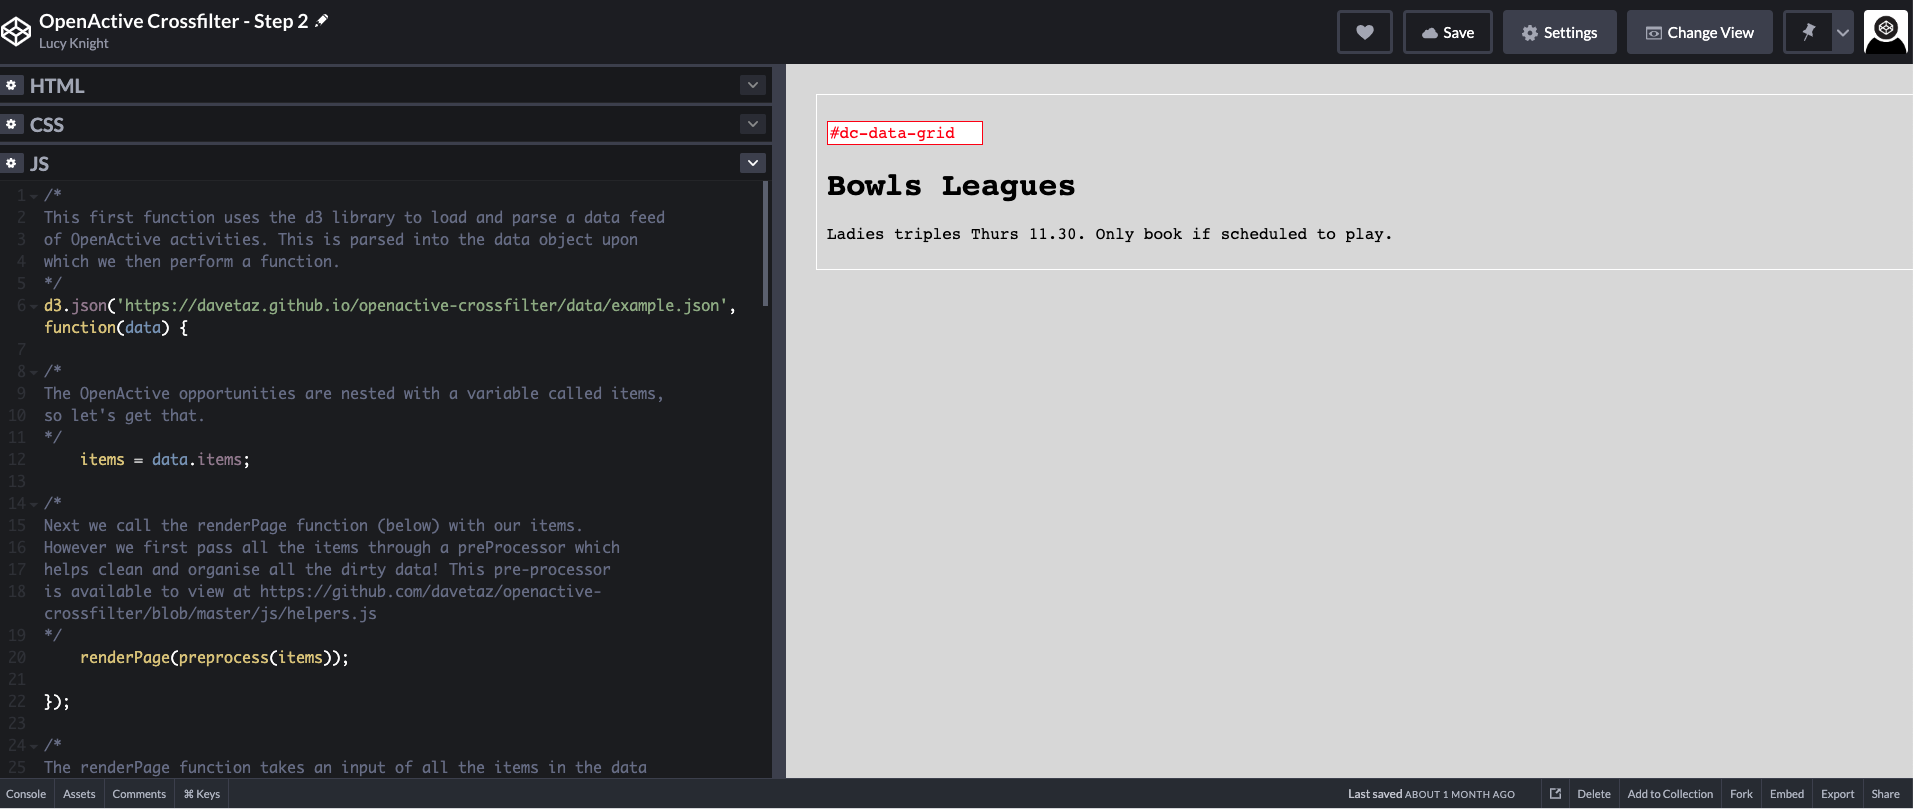 OpenActive Crossfilter - Step 2
Lucy Knight
Save
Settings
Change View
HTML
CSS
JS
1 /*
2 This first function uses the d3 library to load and parse a data feed
3 of OpenActive activities. This is parsed into the data object upon
4 which we then perform a function.
5 */
6 d3.json('https://davetaz.github.io/openactive-crossfilter/data/example.json',
function(data) {
7
8 /*
9 The OpenActive opportunities are nested with a variable called items,
10 so let's get that.
11 */
12 items = data.items;
13
14 /*
15 Next we call the renderPage function (below) with our items.
16 However we first pass all the items through a preProcessor which
17 helps clean and organise all the dirty data! This pre-processor
18 is available to view at https://github.com/davetaz/openactive-
crossfilter/blob/master/js/helpers.js
19 */
20 renderPage(preprocess(items));
21
22 });
23
24 /*
25 The renderPage function takes an input of all the items in the data
#dc-data-grid
Bowls Leagues
Ladies triples Thurs 11.30. Only book if scheduled to play.
Console Assets Comments ⌘ Keys
Last saved ABOUT 1 MONTH AGO Delete Add to Collection Fork Embed Export Share